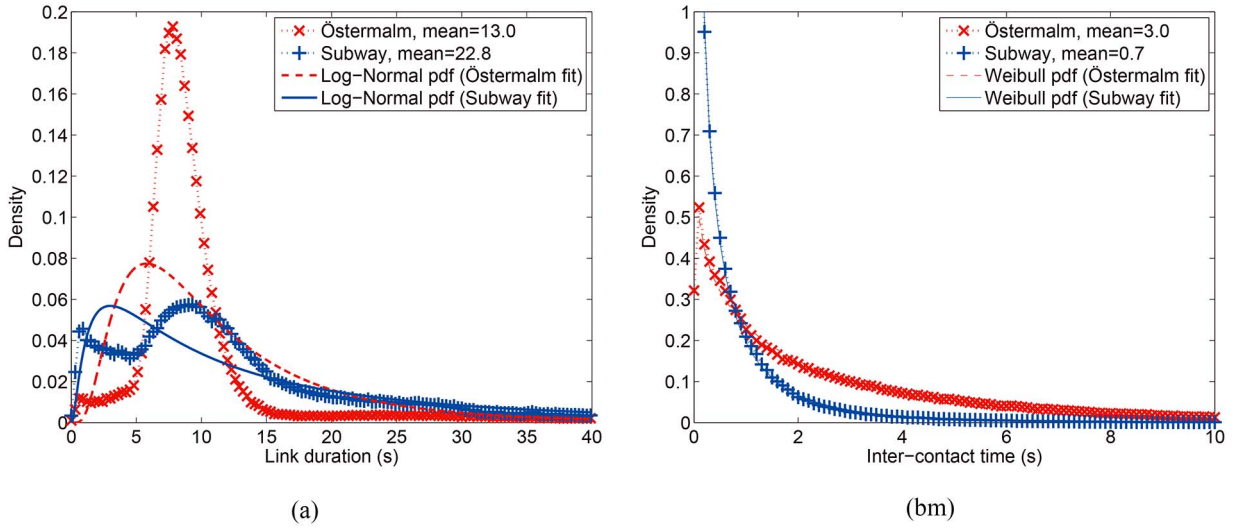 0.2
0.18
0.16
0.14
0.12
0.1
0.08
0.06
0.04
0.02
0
Density
Östermalm, mean=13.0
Subway, mean=22.8
Log-Normal pdf (Östermalm fit)
Log-Normal pdf (Subway fit)
0 5 10 15 20 25 30 35 40
Link duration (s)
(a)
1
0.9
0.8
0.7
0.6
0.5
0.4
0.3
0.2
0.1
0
Density
Östermalm, mean=3.0
Subway, mean=0.7
Weibull pdf (Östermalm fit)
Weibull pdf (Subway fit)
0 2 4 6 8 10
Inter-contact time (s)
(bm)